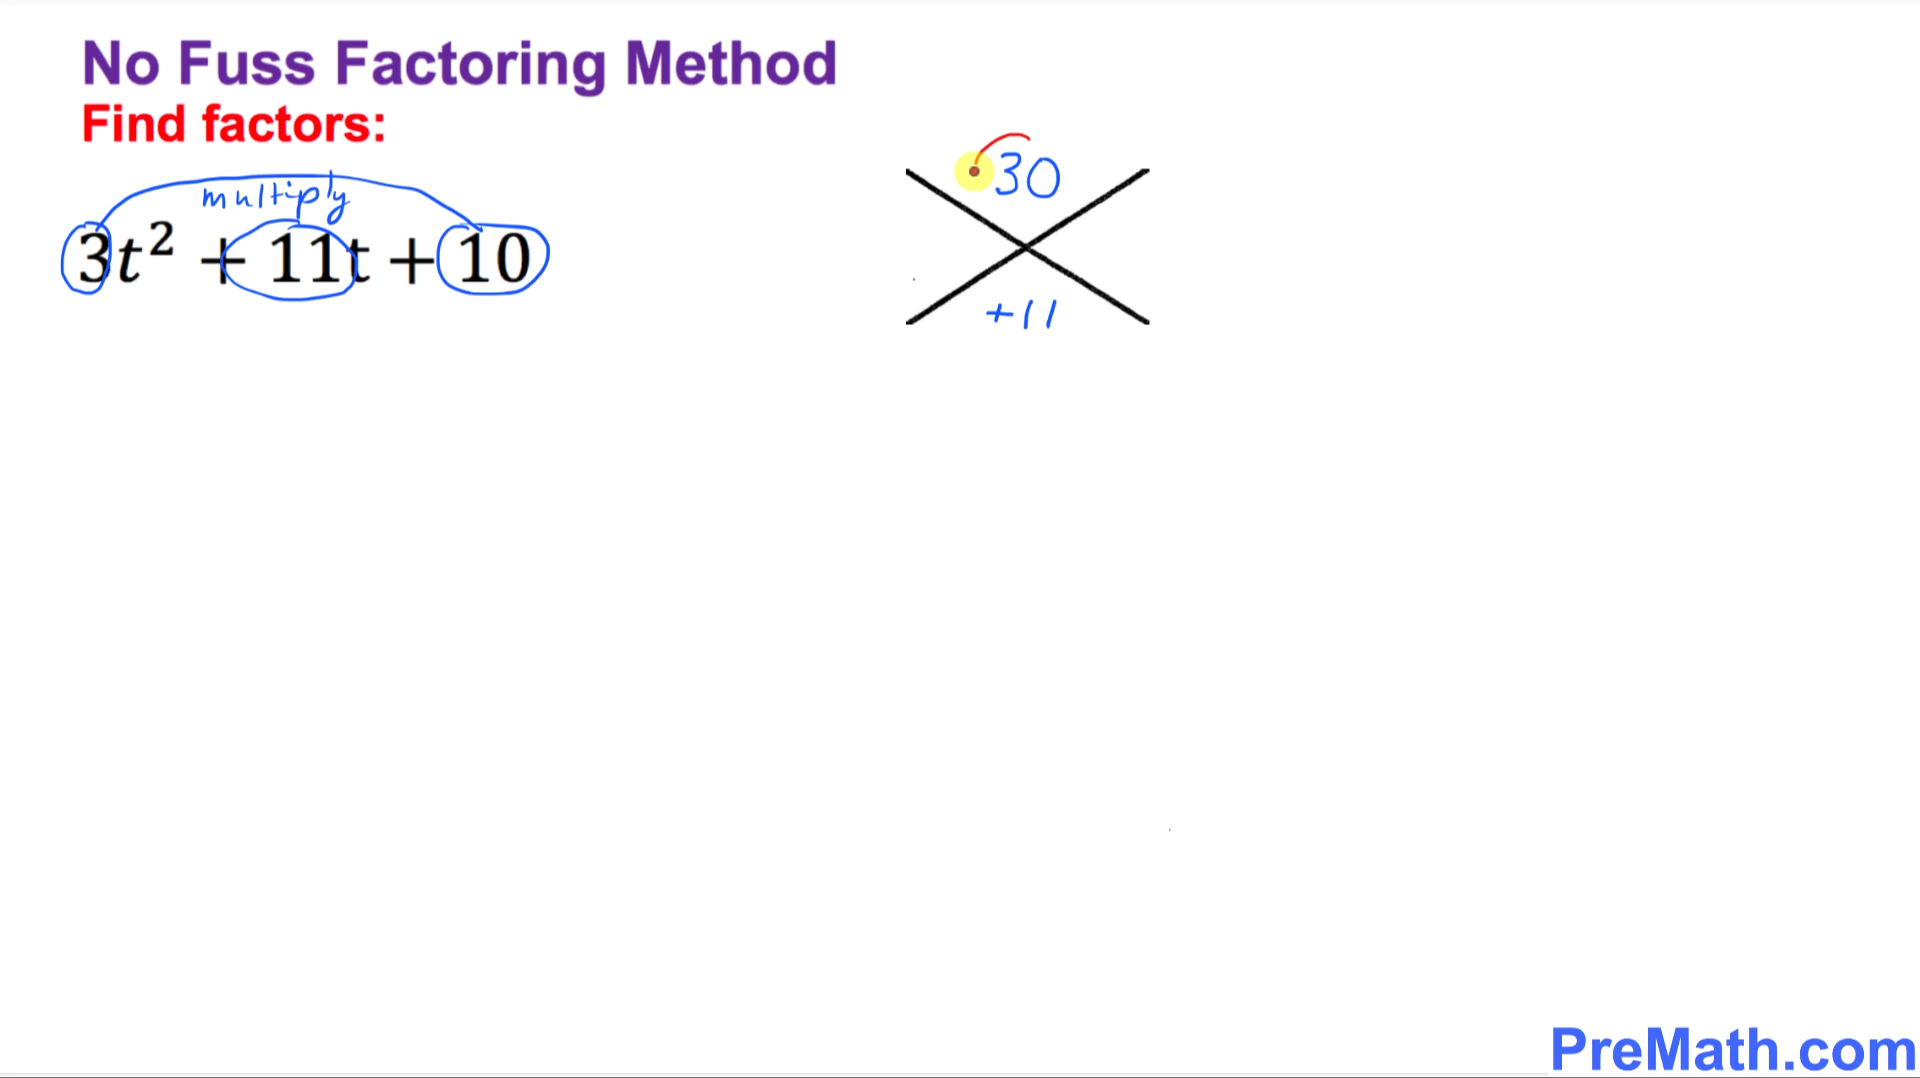 No Fuss Factoring Method
Find factors:
multiply
3t² + 11t + 10
30
+11
PreMath.com